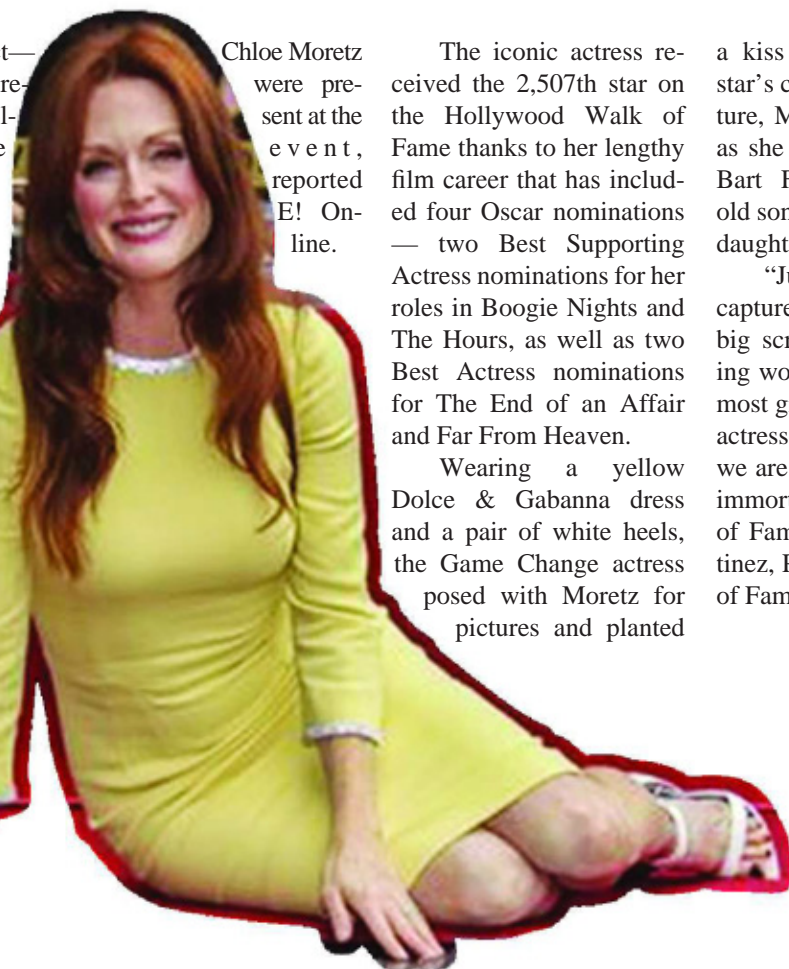 t—
re-
l-
e
Chloe Moretz
were pre-
sent at the
event,
reported
E! On-
line.
The iconic actress re-
ceived the 2,507th star on
the Hollywood Walk of
Fame thanks to her lengthy
film career that has includ-
ed four Oscar nominations
— two Best Supporting
Actress nominations for her
roles in Boogie Nights and
The Hours, as well as two
Best Actress nominations
for The End of an Affair
and Far From Heaven.
Wearing a yellow
Dolce & Gabanna dress
and a pair of white heels,
the Game Change actress
posed with Moretz for
pictures and planted
a kiss
star's c
ture, M
as she
Bart F
old son
daught
“Ju
capture
big scr
ing wo
most g
actress
we are
immort
of Fam
tinez,
of Fam